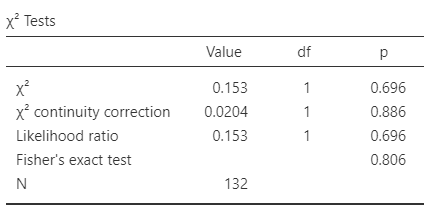 χ² Tests
Value df p
χ² 0.153 1 0.696
χ² continuity correction 0.0204 1 0.886
Likelihood ratio 0.153 1 0.696
Fisher's exact test 0.806
N 132